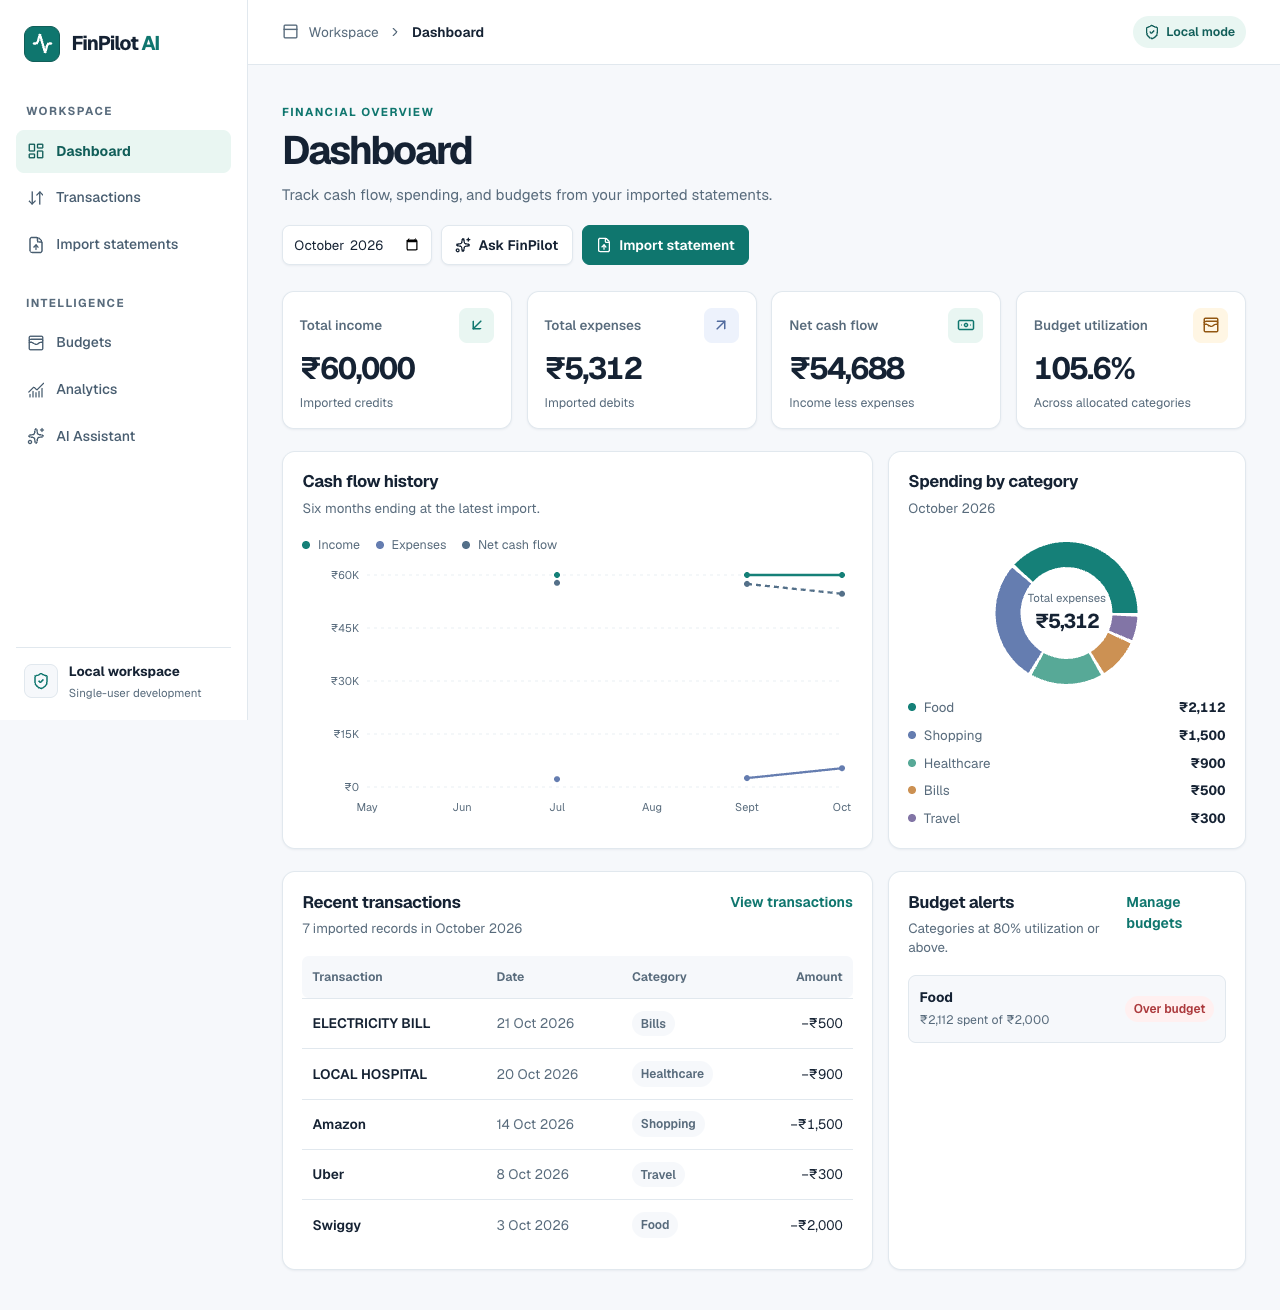 FinPilot AI
WORKSPACE
Dashboard
Transactions
Import statements
INTELLIGENCE
Budgets
Analytics
AI Assistant
Local workspace
Single-user development
Workspace > Dashboard
Local mode
FINANCIAL OVERVIEW
Dashboard
Track cash flow, spending, and budgets from your imported statements.
October 2026
Ask FinPilot
Import statement
Total income
₹60,000
Imported credits
Total expenses
₹5,312
Imported debits
Net cash flow
₹54,688
Income less expenses
Budget utilization
105.6%
Across allocated categories
Cash flow history
Six months ending at the latest import.
Income Expenses Net cash flow
₹60K
₹45K
₹30K
₹15K
₹0
May Jun Jul Aug Sept Oct
Spending by category
October 2026
Total expenses
₹5,312
Food ₹2,112
Shopping ₹1,500
Healthcare ₹900
Bills ₹500
Travel ₹300
Recent transactions
View transactions
7 imported records in October 2026
Transaction Date Category Amount
ELECTRICITY BILL 21 Oct 2026 Bills −₹500
LOCAL HOSPITAL 20 Oct 2026 Healthcare −₹900
Amazon 14 Oct 2026 Shopping −₹1,500
Uber 8 Oct 2026 Travel −₹300
Swiggy 3 Oct 2026 Food −₹2,000
Budget alerts
Categories at 80% utilization or
above.
Manage
budgets
Food
₹2,112 spent of ₹2,000
Over budget